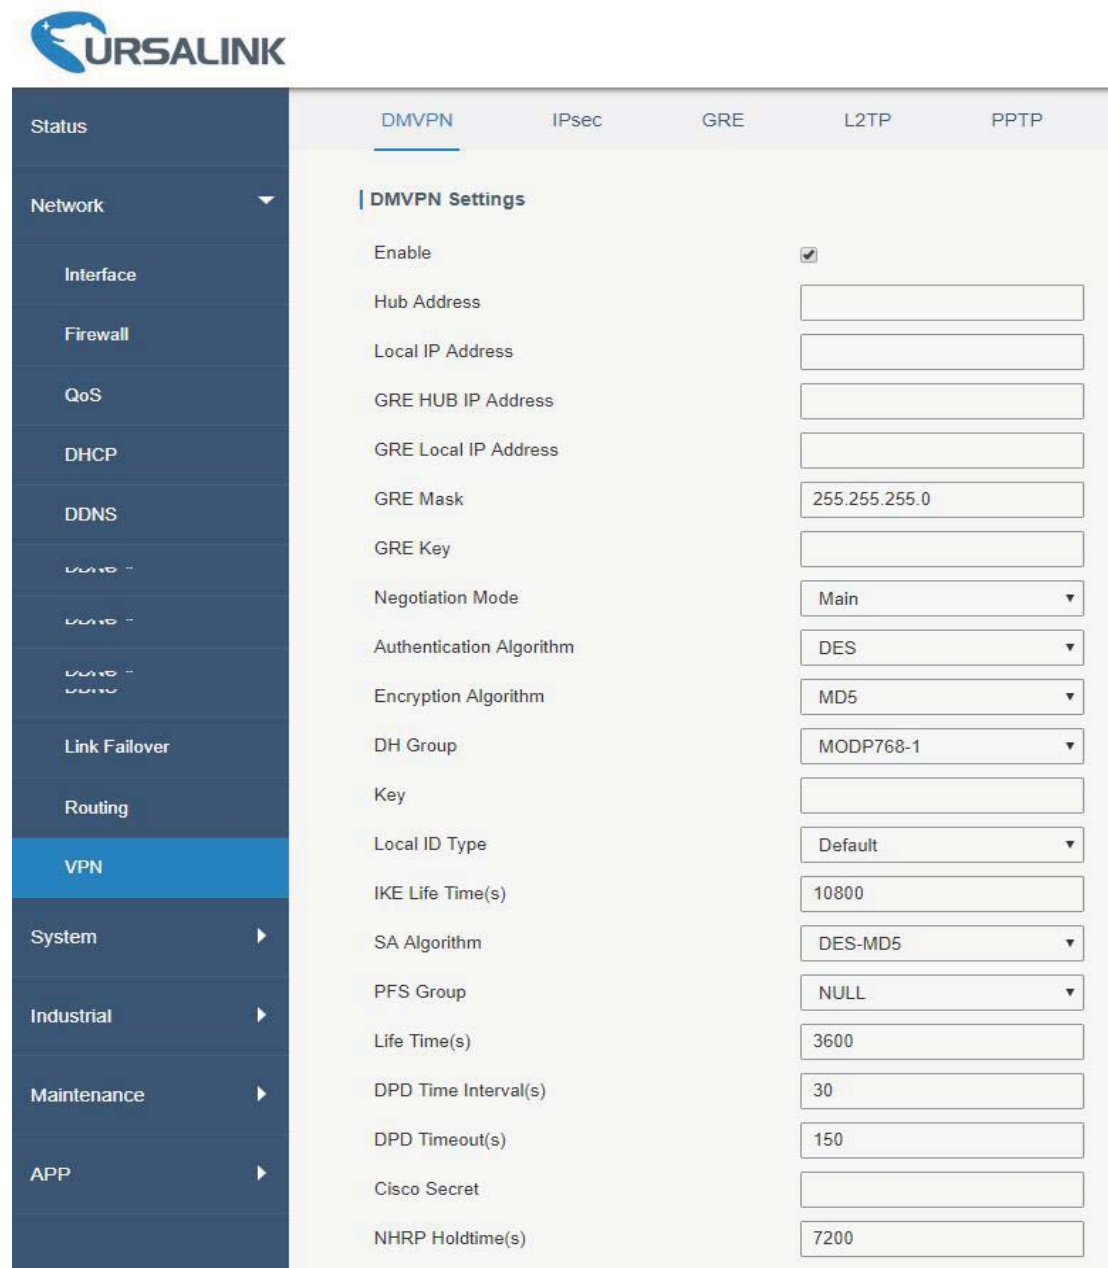 URSALINK
Status
Network
Interface
Firewall
QoS
DHCP
DDNS
Link Failover
Routing
VPN
System
Industrial
Maintenance
APP
DMVPN IPsec GRE L2TP PPTP
DMVPN Settings
Enable
Hub Address
Local IP Address
GRE HUB IP Address
GRE Local IP Address
GRE Mask 255.255.255.0
GRE Key
Negotiation Mode Main
Authentication Algorithm DES
Encryption Algorithm MD5
DH Group MODP768-1
Key
Local ID Type Default
IKE Life Time(s) 10800
SA Algorithm DES-MD5
PFS Group NULL
Life Time(s) 3600
DPD Time Interval(s) 30
DPD Timeout(s) 150
Cisco Secret
NHRP Holdtime(s) 7200